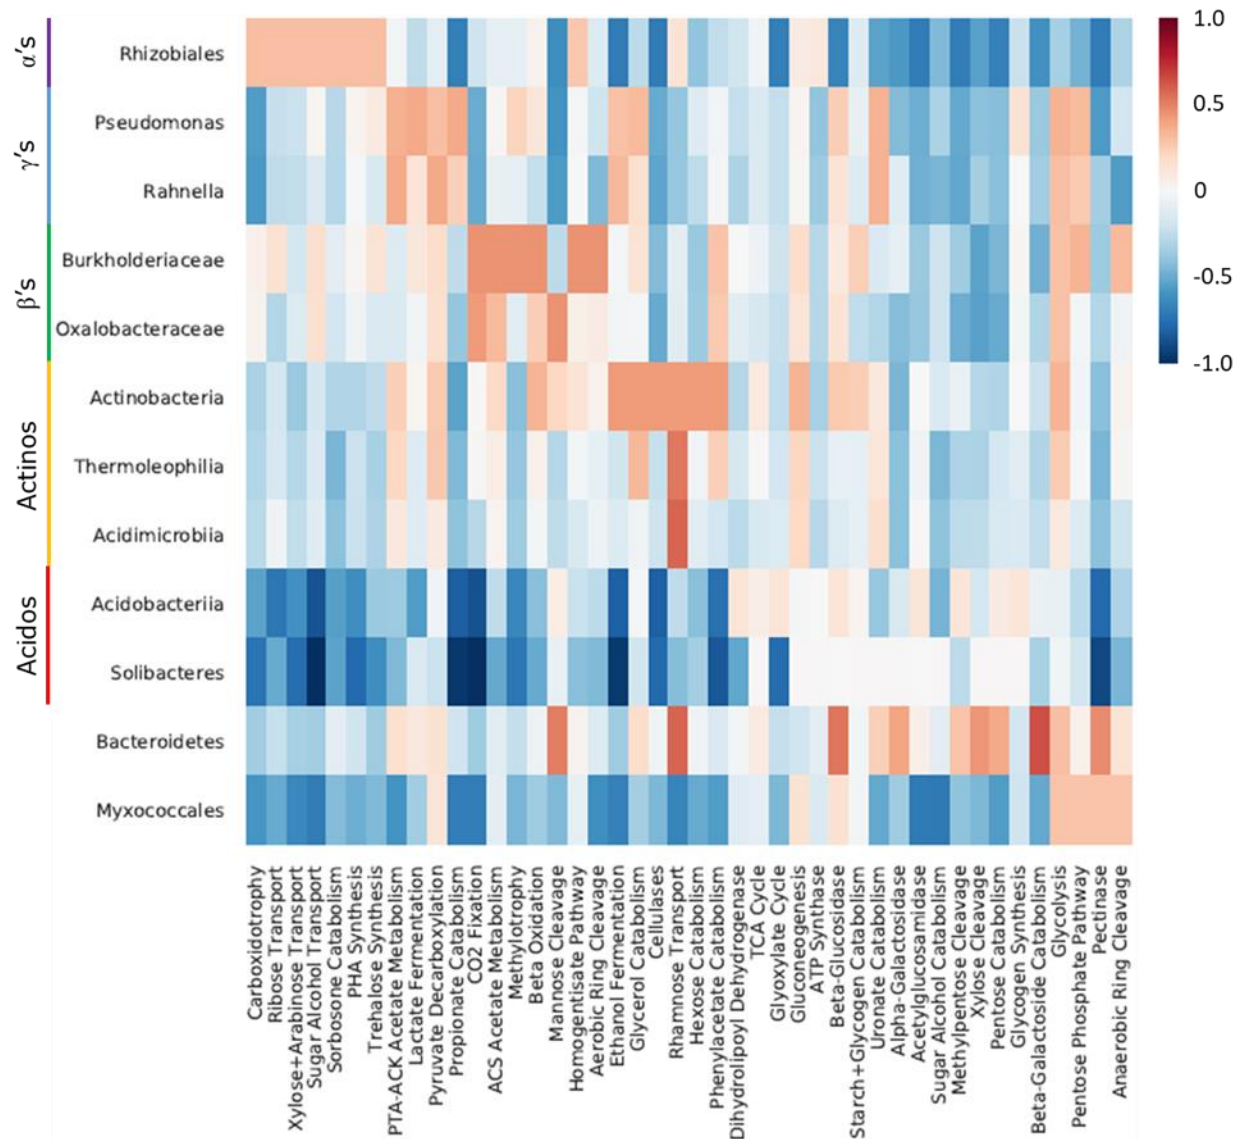 α's
γ's
β's
Actinos
Acidos
Rhizobiales
Pseudomonas
Rahnella
Burkholderiaceae
Oxalobacteraceae
Actinobacteria
Thermoleophilia
Acidimicrobiia
Acidobacteriia
Solibacteres
Bacteroidetes
Myxococcales
1.0
0.5
0
-0.5
-1.0
Carboxidotrophy
Ribose Transport
Xylose+Arabinose Transport
Sugar Alcohol Transport
Sorbosone Catabolism
PHA Synthesis
Trehalose Synthesis
PTA-ACK Acetate Metabolism
Lactate Fermentation
Pyruvate Decarboxylation
Propionate Catabolism
CO2 Fixation
ACS Acetate Metabolism
Methylotrophy
Beta Oxidation
Mannose Cleavage
Homogentisate Pathway
Aerobic Ring Cleavage
Ethanol Fermentation
Glycerol Catabolism
Cellulases
Rhamnose Transport
Hexose Catabolism
Phenylacetate Catabolism
Dihydrolipoyl Dehydrogenase
TCA Cycle
Glyoxylate Cycle
Gluconeogenesis
ATP Synthase
Beta-Glucosidase
Starch+Glycogen Catabolism
Uronate Catabolism
Alpha-Galactosidase
Acetylglucosamidase
Sugar Alcohol Catabolism
Methylpentose Cleavage
Xylose Cleavage
Pentose Catabolism
Glycogen Synthesis
Beta-Galactoside Catabolism
Glycolysis
Pentose Phosphate Pathway
Pectinase
Anaerobic Ring Cleavage